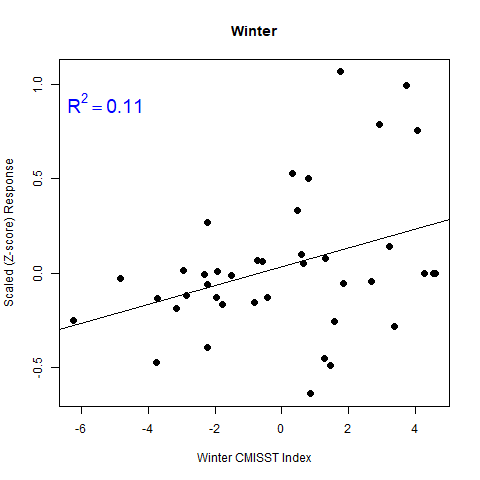 Winter
R² = 0.11
Scaled (Z-score) Response
1.0
0.5
0.0
-0.5
-6 -4 -2 0 2 4
Winter CMISST Index